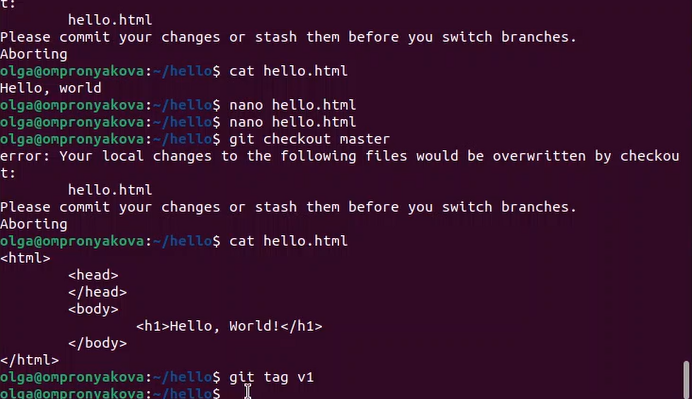 t:
hello.html
Please commit your changes or stash them before you switch branches.
Aborting
olga@ompronyakova:~/hello$ cat hello.html
Hello, world
olga@ompronyakova:~/hello$ nano hello.html
olga@ompronyakova:~/hello$ nano hello.html
olga@ompronyakova:~/hello$ git checkout master
error: Your local changes to the following files would be overwritten by checkou
t:
hello.html
Please commit your changes or stash them before you switch branches.
Aborting
olga@ompronyakova:~/hello$ cat hello.html
<html>
<head>
</head>
<body>
<h1>Hello, World!</h1>
</body>
</html>
olga@ompronyakova:~/hello$ git tag v1
olga@ompronyakova:~/hello$